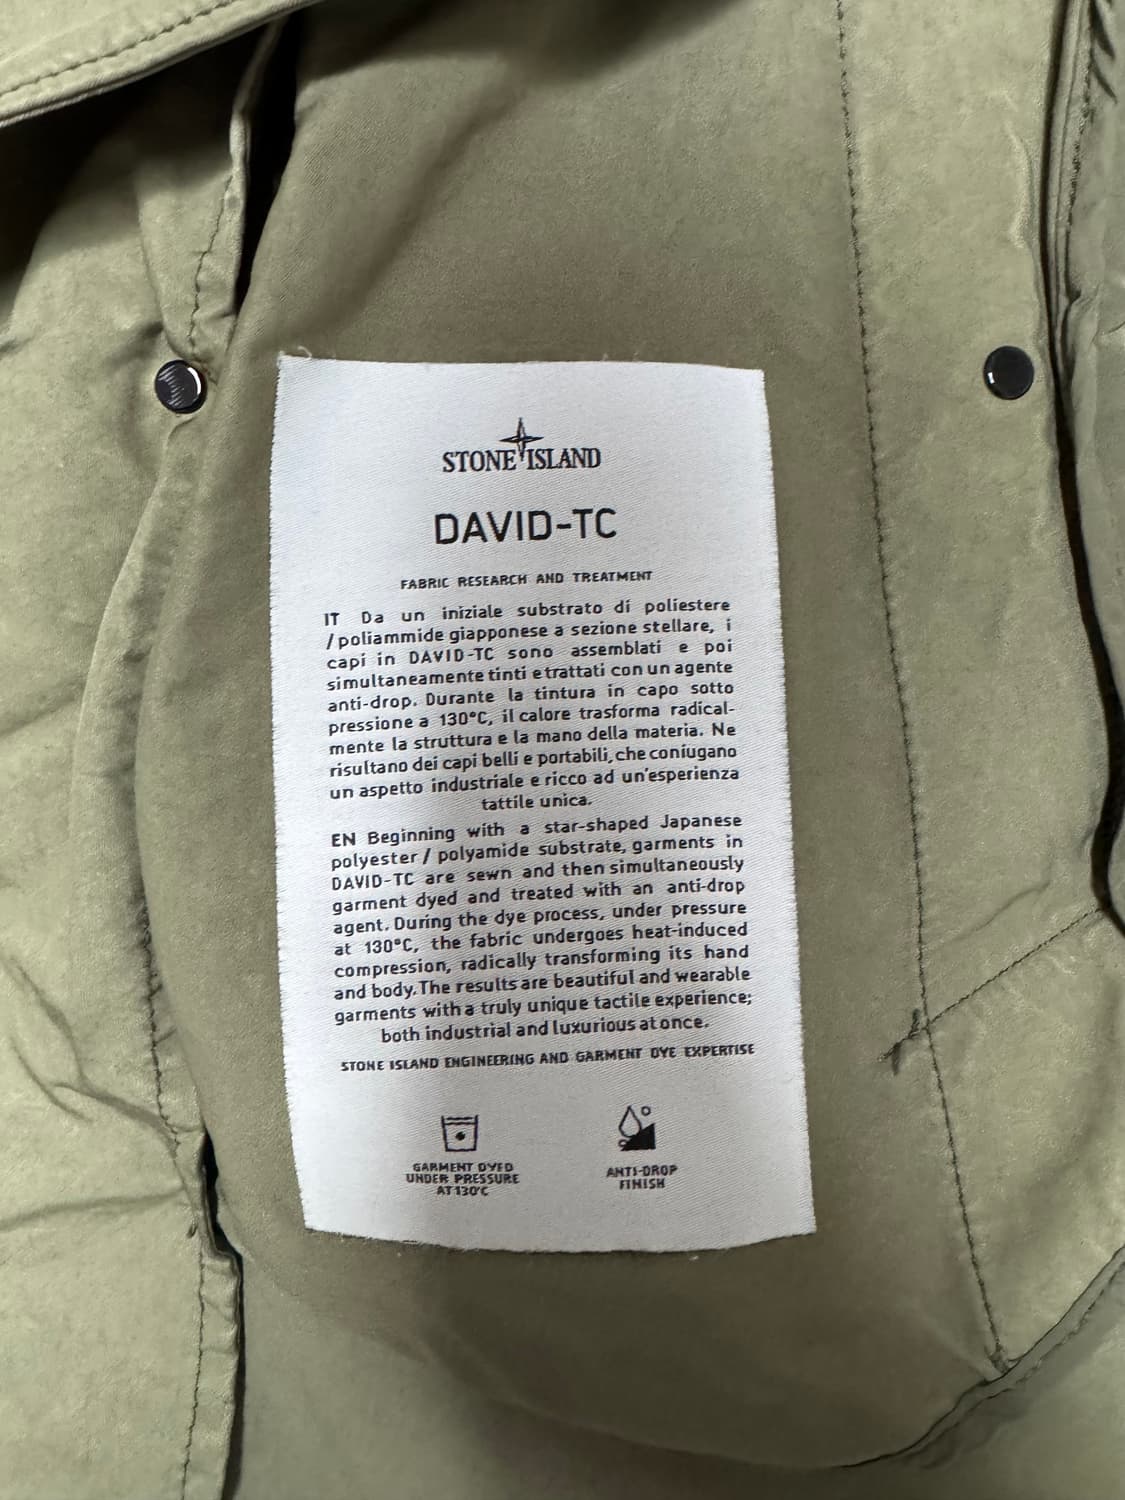 STONE ISLAND
DAVID-TC
FABRIC RESEARCH AND TREATMENT
IT Da un iniziale substrato di poliestere
/poliammide giapponese a sezione stellare, i
capi in DAVID-TC sono assemblati e poi
simultaneamente tinti e trattati con un agente
anti-drop. Durante la tintura in capo sotto
pressione a 130°C, il calore trasforma radical-
mente la struttura e la mano della materia. Ne
risultano dei capi belli e portabili, che coniugano
un aspetto industriale e ricco ad un'esperienza
tattile unica.
EN Beginning with a star-shaped Japanese
polyester / polyamide substrate, garments in
DAVID-TC are sewn and then simultaneously
garment dyed and treated with an anti-drop
agent. During the dye process, under pressure
at 130°C, the fabric undergoes heat-induced
compression, radically transforming its hand
and body. The results are beautiful and wearable
garments with a truly unique tactile experience;
both industrial and luxurious at once.
STONE ISLAND ENGINEERING AND GARMENT DYE EXPERTISE
GARMENT DYED
UNDER PRESSURE
AT 130°C
ANTI-DROP
FINISH